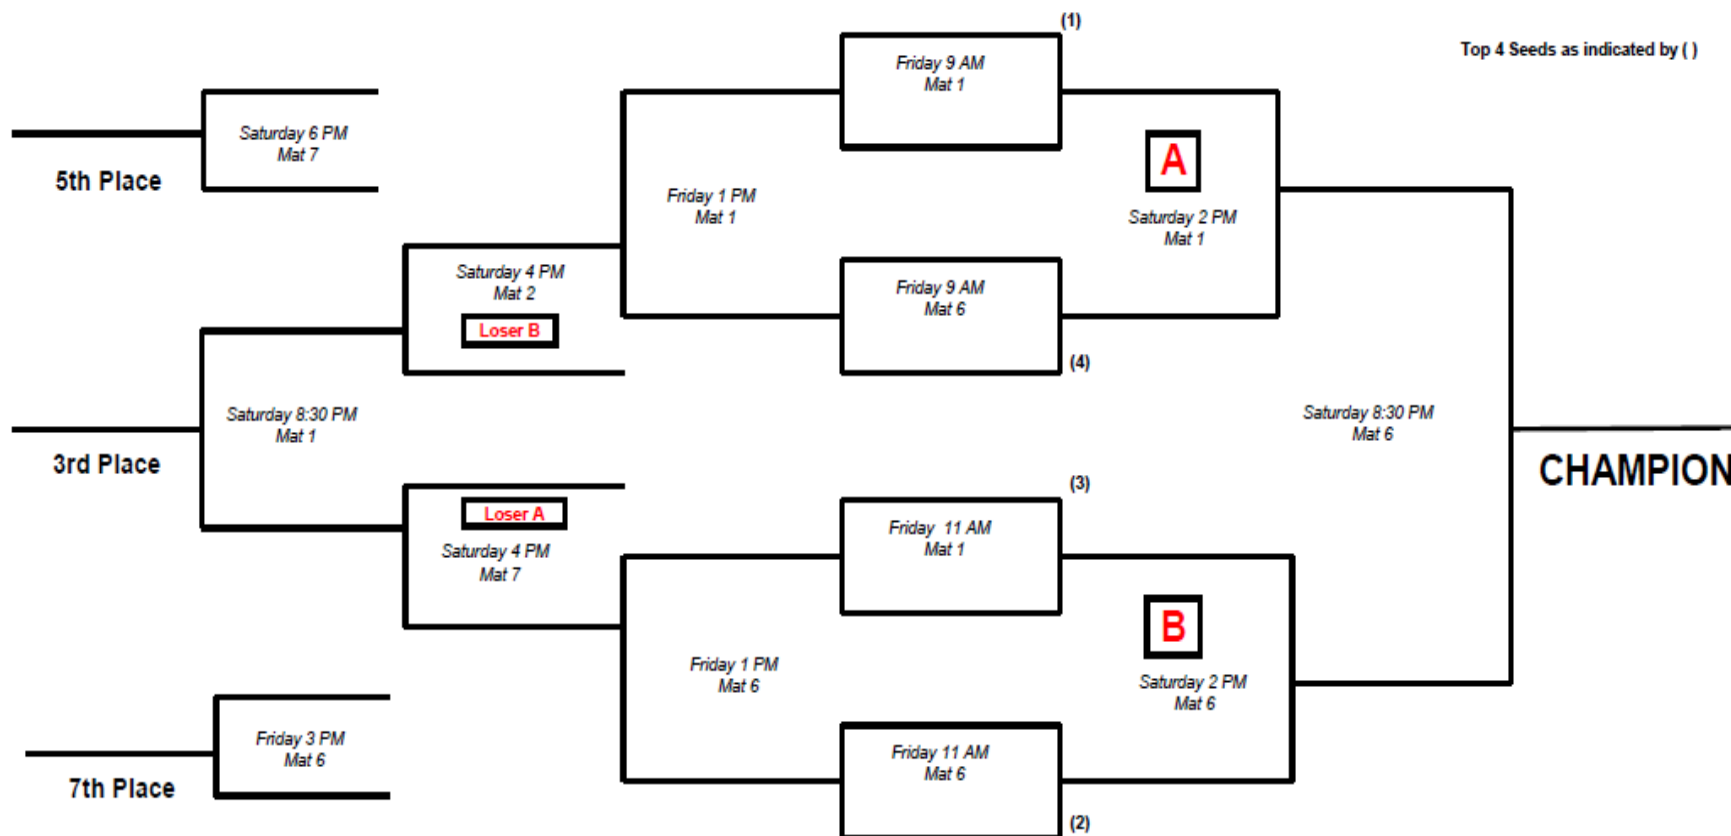 (1)
Top 4 Seeds as indicated by ( )
Friday 9 AM
Mat 1
Saturday 6 PM
Mat 7
5th Place
A
Friday 1 PM
Mat 1
Saturday 2 PM
Mat 1
Saturday 4 PM
Mat 2
Loser B
Friday 9 AM
Mat 6
(4)
Saturday 8:30 PM
Mat 1
Saturday 8:30 PM
Mat 6
3rd Place
CHAMPION
(3)
Loser A
Saturday 4 PM
Mat 7
Friday 11 AM
Mat 1
B
Friday 1 PM
Mat 6
Saturday 2 PM
Mat 6
Friday 3 PM
Mat 6
7th Place
Friday 11 AM
Mat 6
(2)